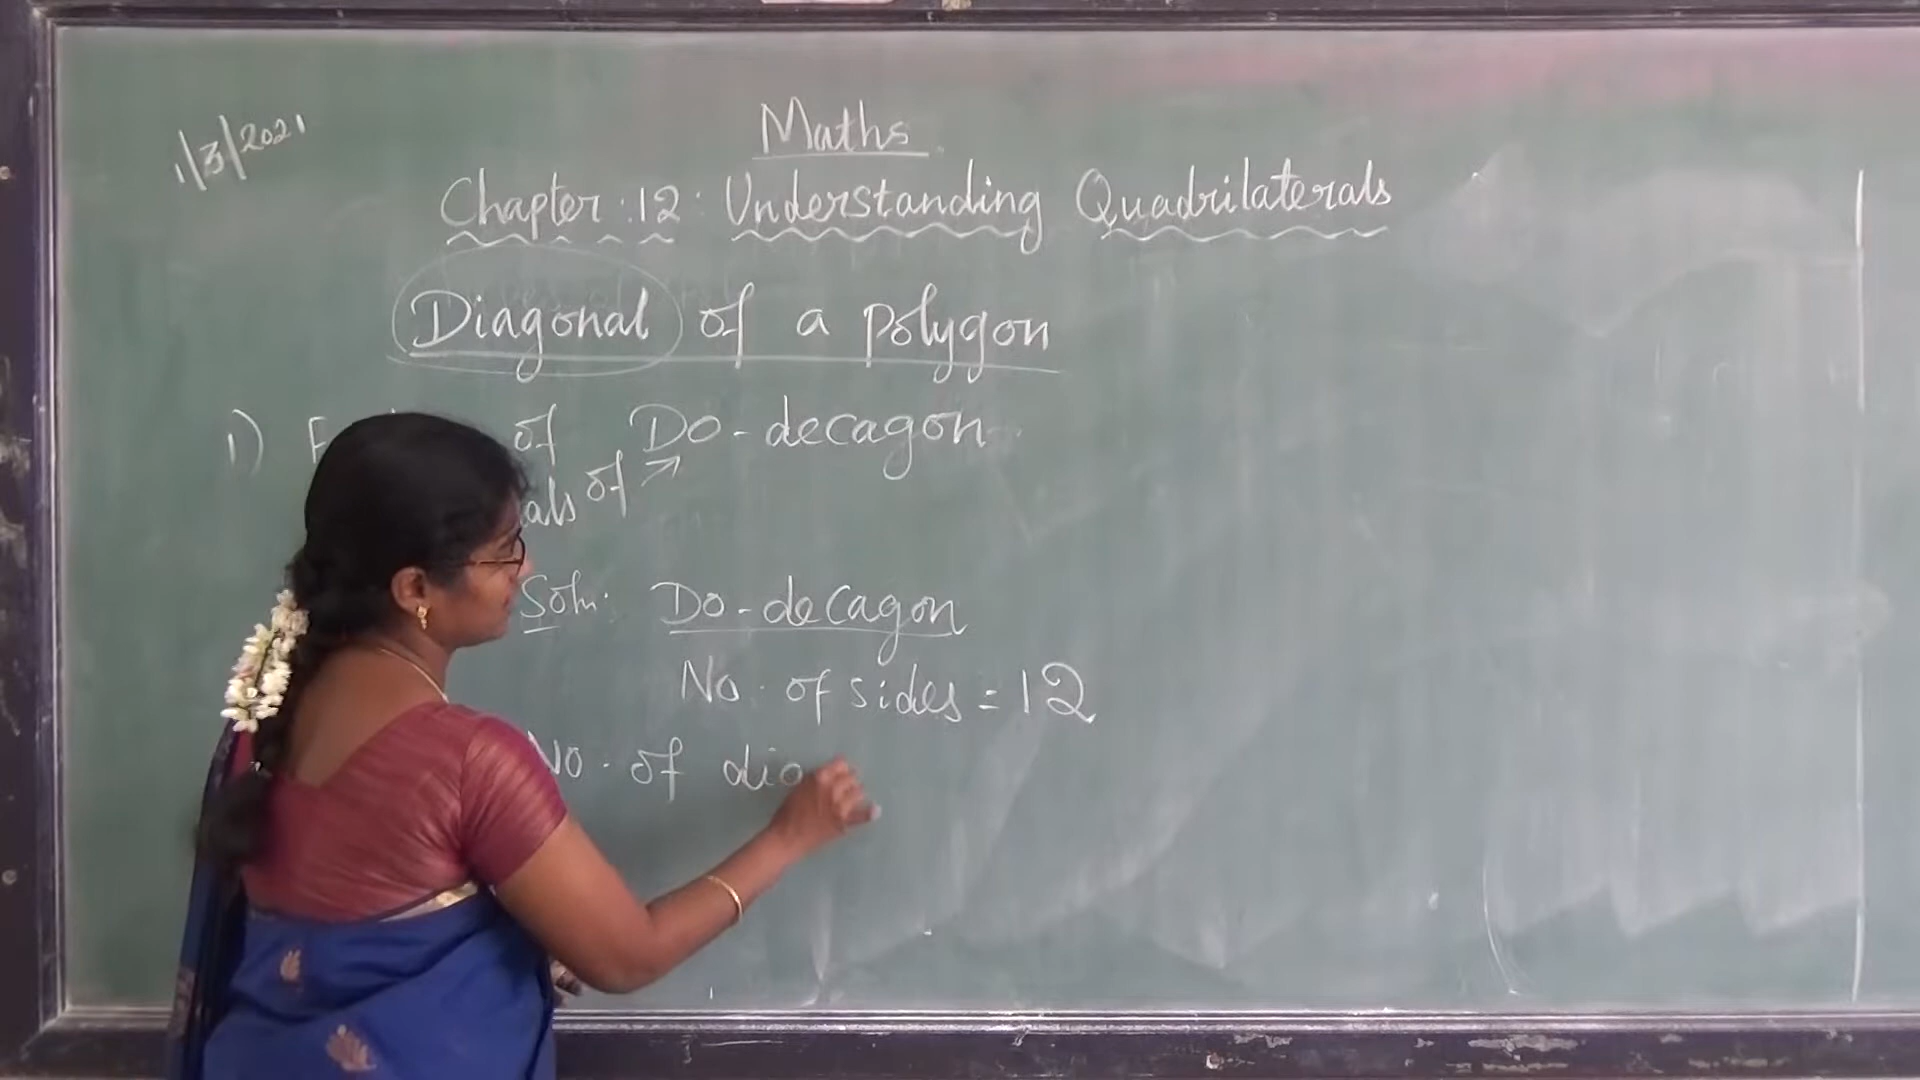 1/3/2021
Maths
Chapter : 12 : Understanding Quadrilaterals
Diagonal of a polygon
1) of Do-decagon
als of
Soln: Do-decagon
No. of sides = 12
No. of dia